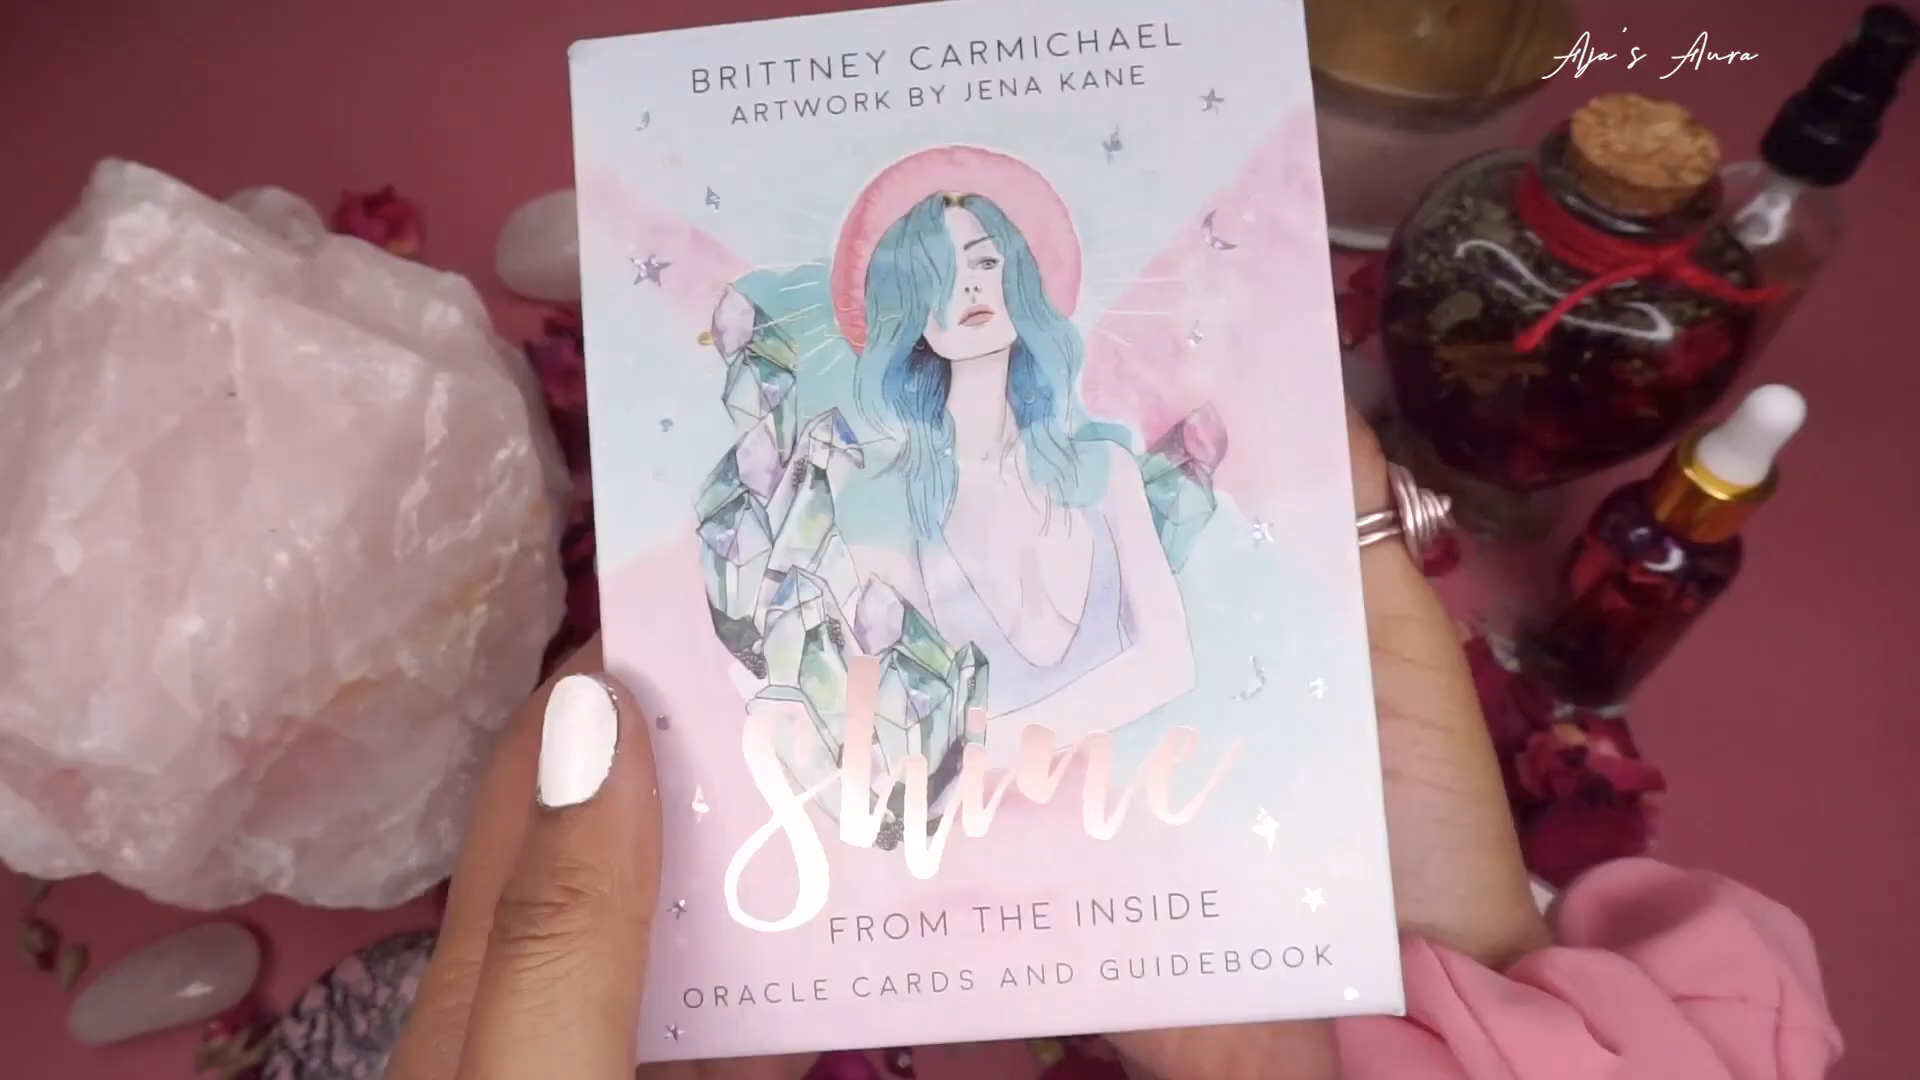 Aja's Aura
BRITTNEY CARMICHAEL
ARTWORK BY JENA KANE
Shine
FROM THE INSIDE
ORACLE CARDS AND GUIDEBOOK